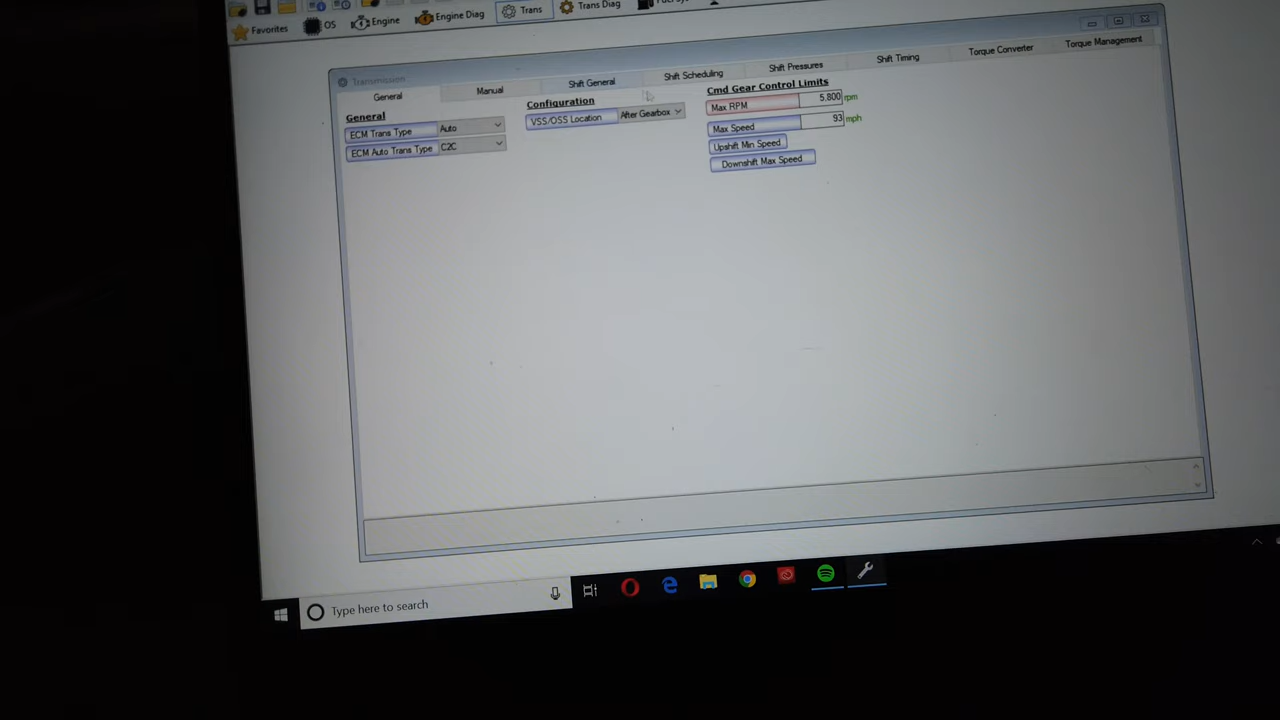 Favorites
OS
Engine
Engine Diag
Trans
Trans Diag
Transmission
General
Manual
Shift General
Shift Scheduling
Shift Pressures
Shift Timing
Torque Converter
Torque Management
General
ECM Trans Type Auto
ECM Auto Trans Type C2C
Configuration
VSS/OSS Location After Gearbox
Cmd Gear Control Limits
Max RPM 5,800 rpm
Max Speed 93 mph
Upshift Min Speed
Downshift Max Speed
Type here to search